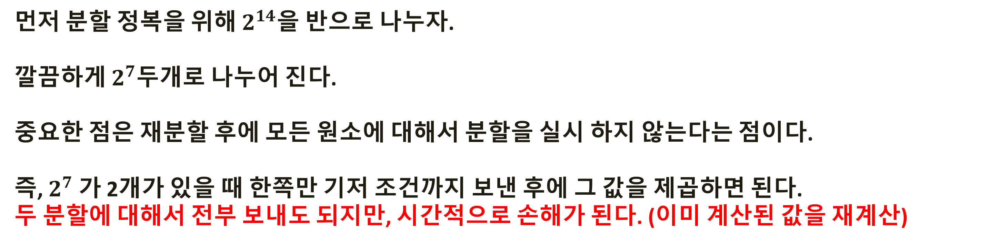 먼저 분할 정복을 위해 2¹⁴을 반으로 나누자.
깔끔하게 2⁷두개로 나누어 진다.
중요한 점은 재분할 후에 모든 원소에 대해서 분할을 실시 하지 않는다는 점이다.
즉, 2⁷ 가 2개가 있을 때 한쪽만 기저 조건까지 보낸 후에 그 값을 제곱하면 된다.
두 분할에 대해서 전부 보내도 되지만, 시간적으로 손해가 된다. (이미 계산된 값을 재계산)